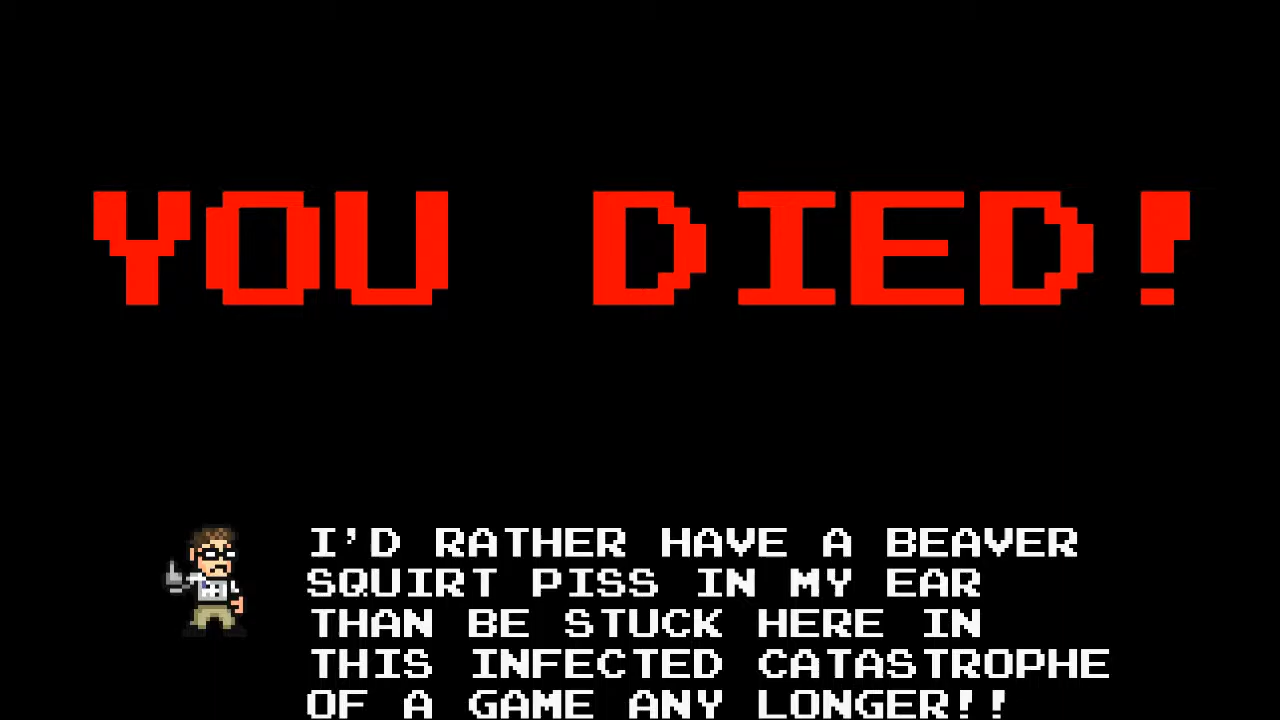 YOU DIED!
I'D RATHER HAVE A BEAVER
SQUIRT PISS IN MY EAR
THAN BE STUCK HERE IN
THIS INFECTED CATASTROPHE
OF A GAME ANY LONGER!!